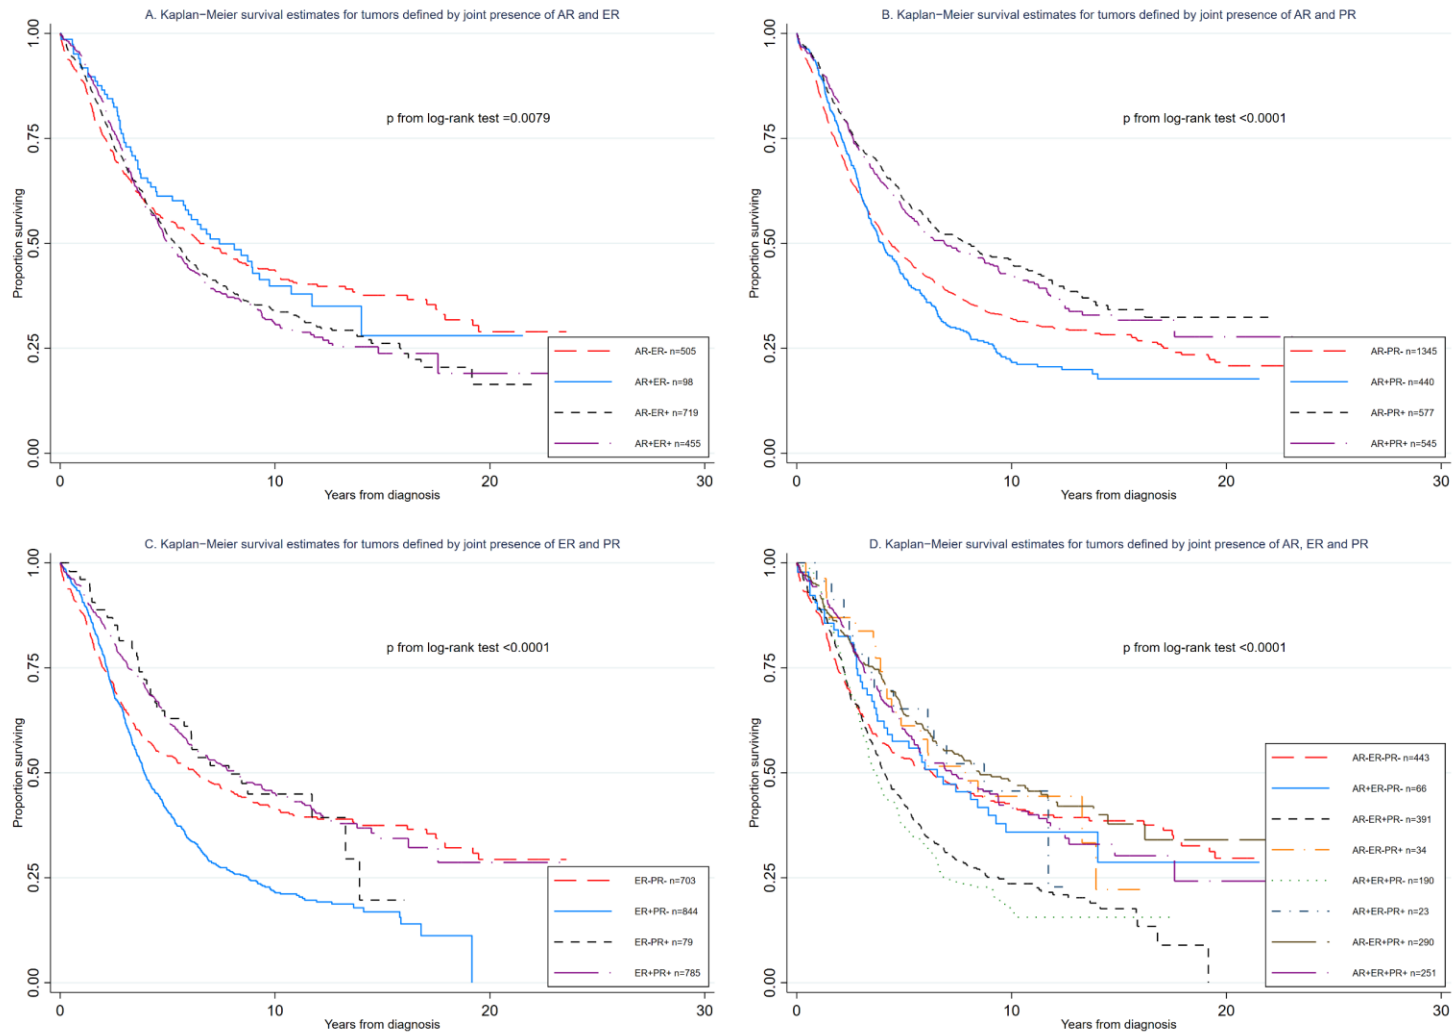 A. Kaplan−Meier survival estimates for tumors defined by joint presence of AR and ER
1.00
0.75
0.50
0.25
0.00
Proportion surviving
p from log-rank test =0.0079
AR-ER- n=505
AR+ER- n=98
AR-ER+ n=719
AR+ER+ n=455
0
10
20
30
Years from diagnosis
B. Kaplan−Meier survival estimates for tumors defined by joint presence of AR and PR
1.00
0.75
0.50
0.25
0.00
Proportion surviving
p from log-rank test <0.0001
AR-PR- n=1345
AR+PR- n=440
AR-PR+ n=577
AR+PR+ n=545
0
10
20
30
Years from diagnosis
C. Kaplan−Meier survival estimates for tumors defined by joint presence of ER and PR
1.00
0.75
0.50
0.25
0.00
Proportion surviving
p from log-rank test <0.0001
ER-PR- n=703
ER+PR- n=844
ER-PR+ n=79
ER+PR+ n=785
0
10
20
30
Years from diagnosis
D. Kaplan−Meier survival estimates for tumors defined by joint presence of AR, ER and PR
1.00
0.75
0.50
0.25
0.00
Proportion surviving
p from log-rank test <0.0001
AR-ER-PR- n=443
AR+ER-PR- n=66
AR-ER+PR- n=391
AR-ER-PR+ n=34
AR+ER+PR- n=190
AR+ER-PR+ n=23
AR-ER+PR+ n=290
AR+ER+PR+ n=251
0
10
20
30
Years from diagnosis